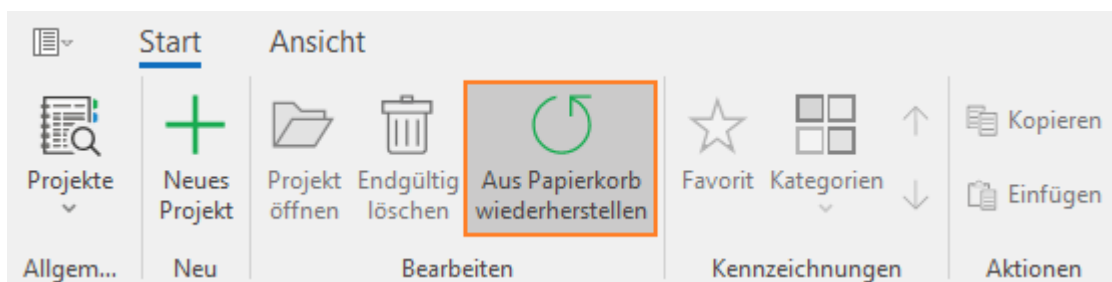 Start Ansicht
Projekte
Neues
Projekt
Projekt
öffnen
Endgültig
löschen
Aus Papierkorb
wiederherstellen
Favorit
Kategorien
Kopieren
Einfügen
Allgem...
Neu
Bearbeiten
Kennzeichnungen
Aktionen